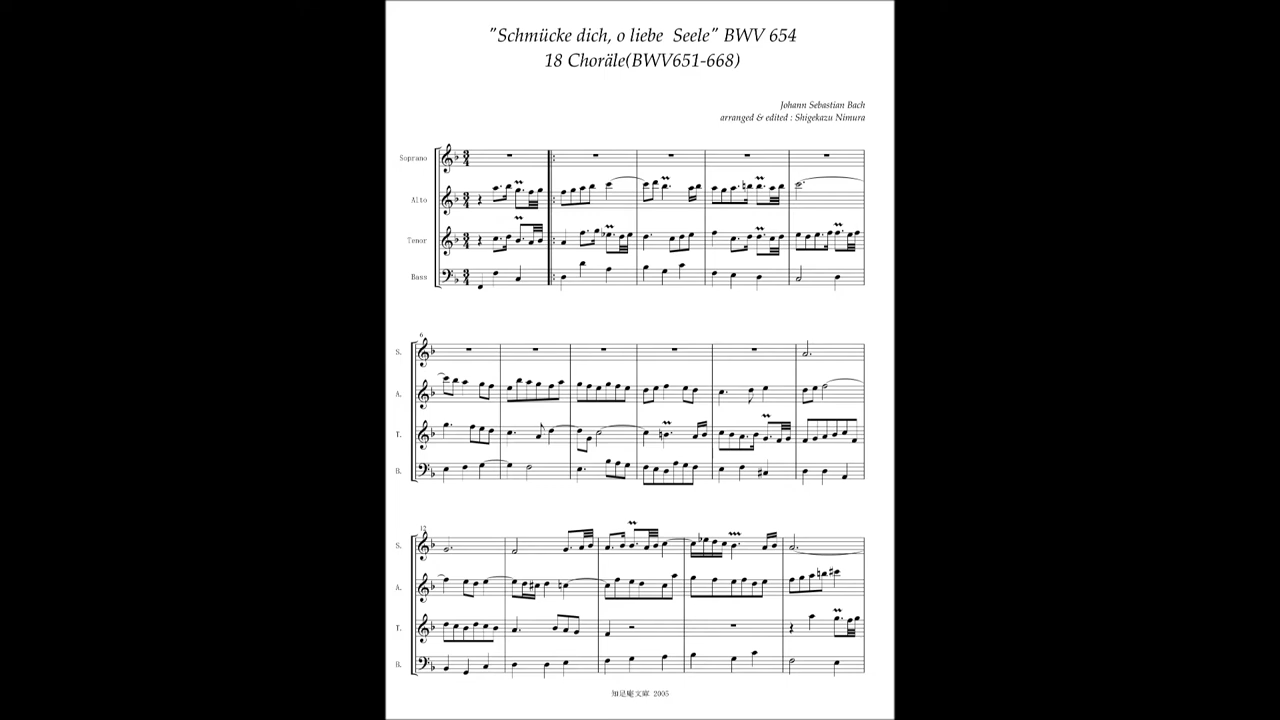 "Schmücke dich, o liebe Seele" BWV 654
18 Choräle(BWV651-668)
Johann Sebastian Bach
arranged & edited : Shigekazu Nimura
Soprano
Alto
Tenor
Bass
6
S.
A.
T.
B.
12
S.
A.
T.
B.
知足庵文庫 2005